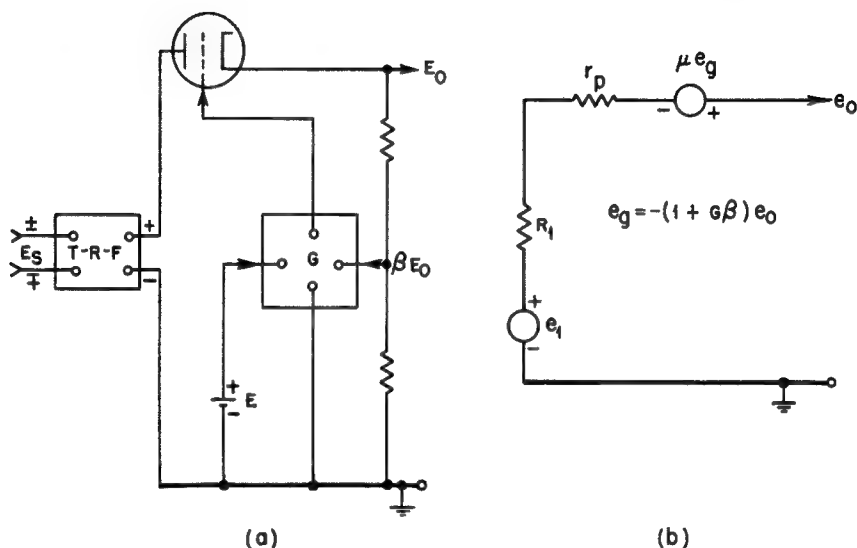 E₀
±
E_S
∓
T-R-F
+
−
G
βE₀
+
E
−
(a)
r_p
μe_g
−
+
e₀
R₁
e_g = -(1 + Gβ) e₀
+
e₁
−
(b)